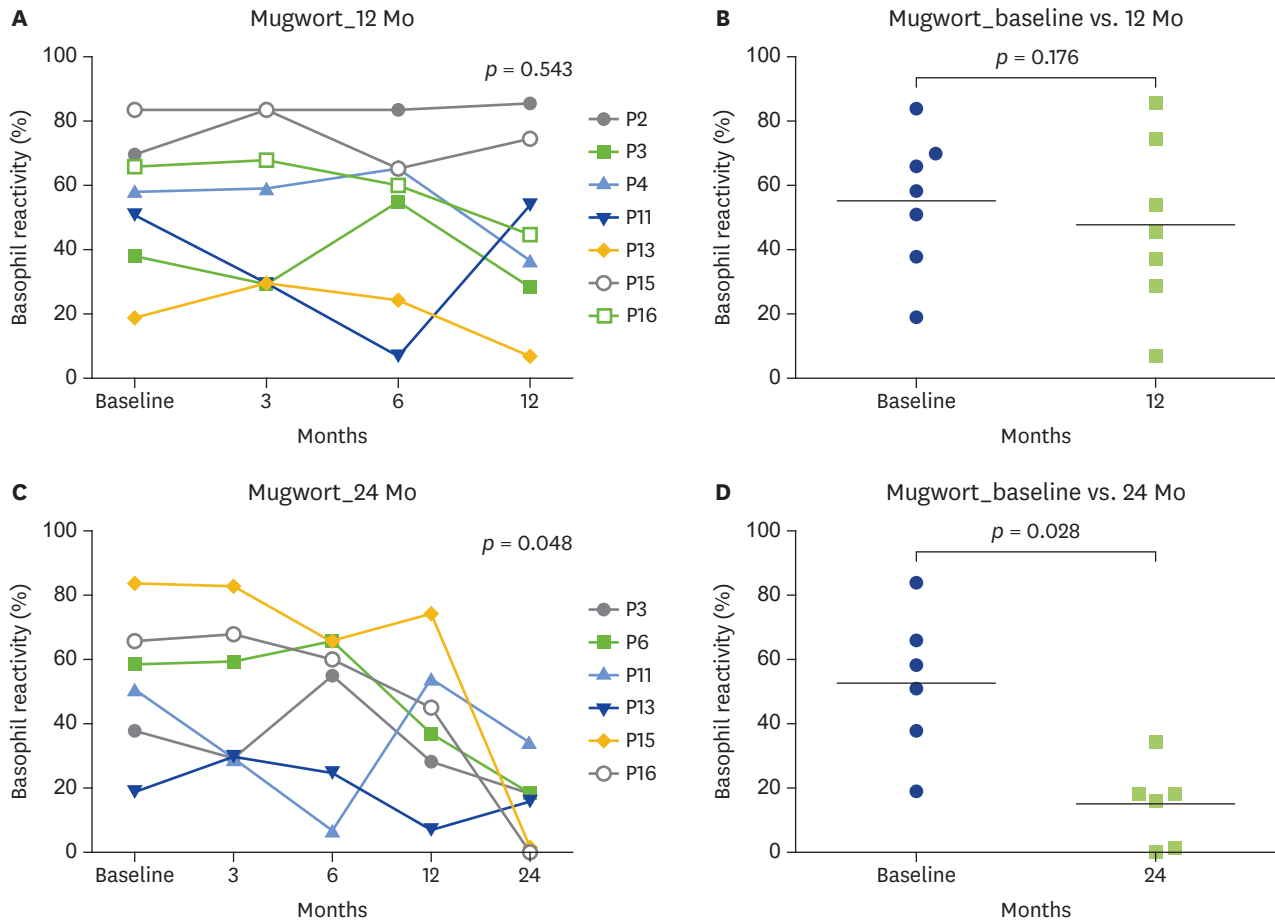 A
Mugwort_12 Mo
p = 0.543
Basophil reactivity (%)
100
80
60
40
20
0
Baseline
3
6
12
Months
P2
P3
P4
P11
P13
P15
P16
B
Mugwort_baseline vs. 12 Mo
p = 0.176
Basophil reactivity (%)
100
80
60
40
20
0
Baseline
12
Months
C
Mugwort_24 Mo
p = 0.048
Basophil reactivity (%)
100
80
60
40
20
0
Baseline
3
6
12
24
Months
P3
P6
P11
P13
P15
P16
D
Mugwort_baseline vs. 24 Mo
p = 0.028
Basophil reactivity (%)
100
80
60
40
20
0
Baseline
24
Months